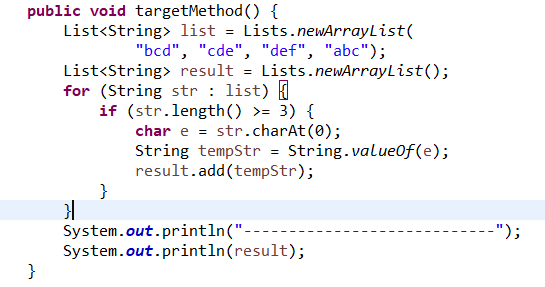 public void targetMethod() {
List<String> list = Lists.newArrayList(
"bcd", "cde", "def", "abc");
List<String> result = Lists.newArrayList();
for (String str : list) {
if (str.length() >= 3) {
char e = str.charAt(0);
String tempStr = String.valueOf(e);
result.add(tempStr);
}
}
System.out.println("----------------------------");
System.out.println(result);
}